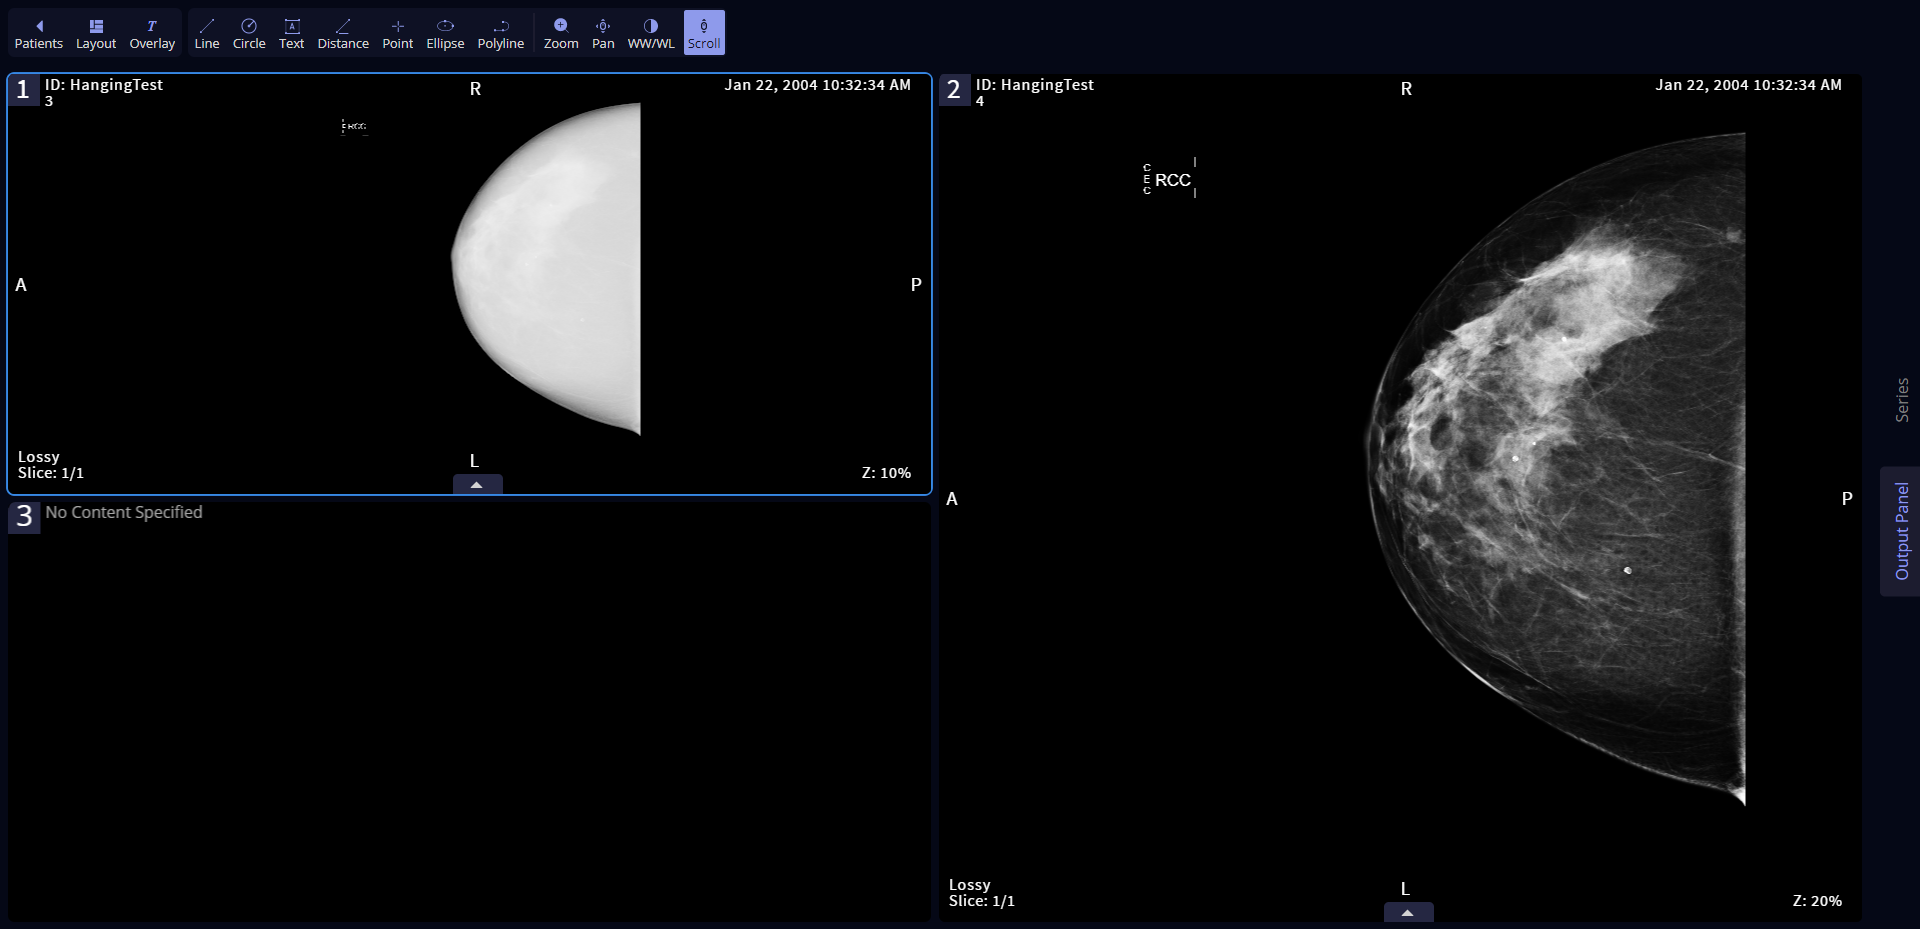 Patients Layout Overlay Line Circle Text Distance Point Ellipse Polyline Zoom Pan WW/WL Scroll
1 ID: HangingTest R Jan 22, 2004 10:32:34 AM
3
RCC
A P
Lossy L
Slice: 1/1 Z: 10%
2 ID: HangingTest R Jan 22, 2004 10:32:34 AM
4
C
E RCC
C
A P
Lossy L
Slice: 1/1 Z: 20%
3 No Content Specified
Series
Output Panel